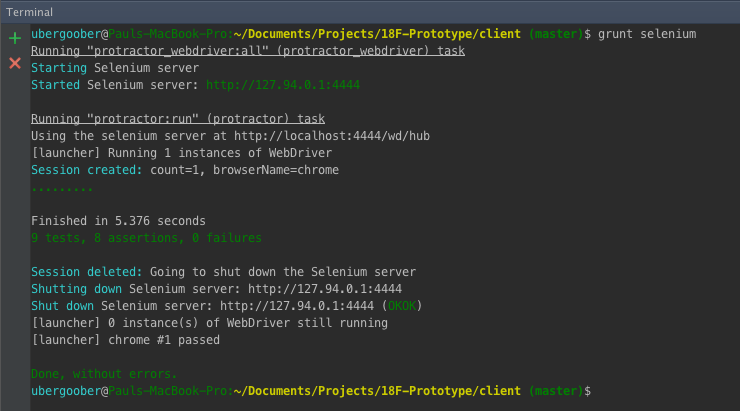 Terminal
ubergoober@Pauls-MacBook-Pro:~/Documents/Projects/18F-Prototype/client (master)$ grunt selenium
Running "protractor_webdriver:all" (protractor_webdriver) task
Starting Selenium server
Started Selenium server: http://127.94.0.1:4444
Running "protractor:run" (protractor) task
Using the selenium server at http://localhost:4444/wd/hub
[launcher] Running 1 instances of WebDriver
Session created: count=1, browserName=chrome
.........
Finished in 5.376 seconds
9 tests, 8 assertions, 0 failures
Session deleted: Going to shut down the Selenium server
Shutting down Selenium server: http://127.94.0.1:4444
Shut down Selenium server: http://127.94.0.1:4444 (OKOK)
[launcher] 0 instance(s) of WebDriver still running
[launcher] chrome #1 passed
Done, without errors.
ubergoober@Pauls-MacBook-Pro:~/Documents/Projects/18F-Prototype/client (master)$